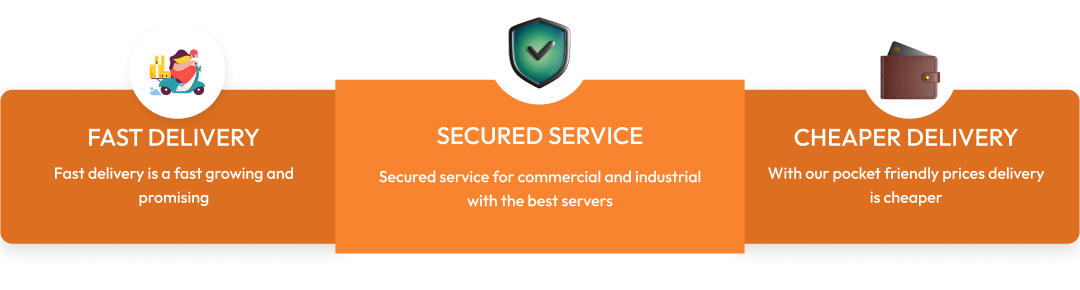 FAST DELIVERY
Fast delivery is a fast growing and
promising
SECURED SERVICE
Secured service for commercial and industrial
with the best servers
CHEAPER DELIVERY
With our pocket friendly prices delivery
is cheaper